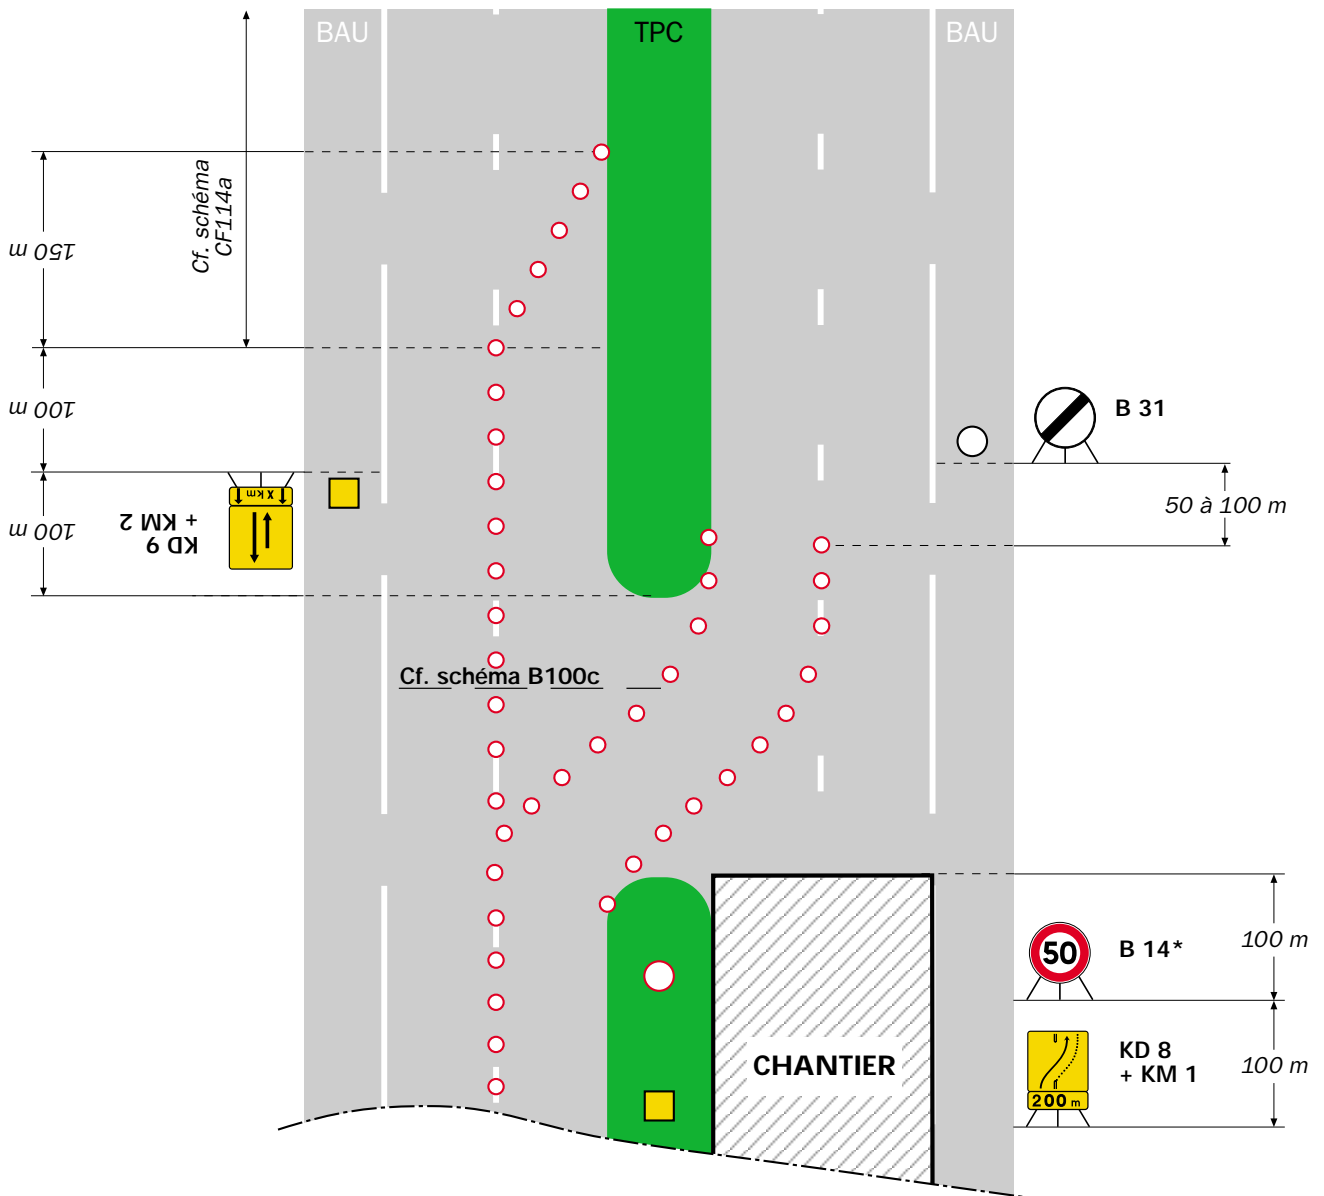 BAU
TPC
BAU
Cf. schéma
CF114a
150 m
100 m
B 31
50 à 100 m
X km
KD 9
+ KM 2
100 m
Cf. schéma B100c
50
B 14*
100 m
CHANTIER
KD 8
+ KM 1
200 m
100 m